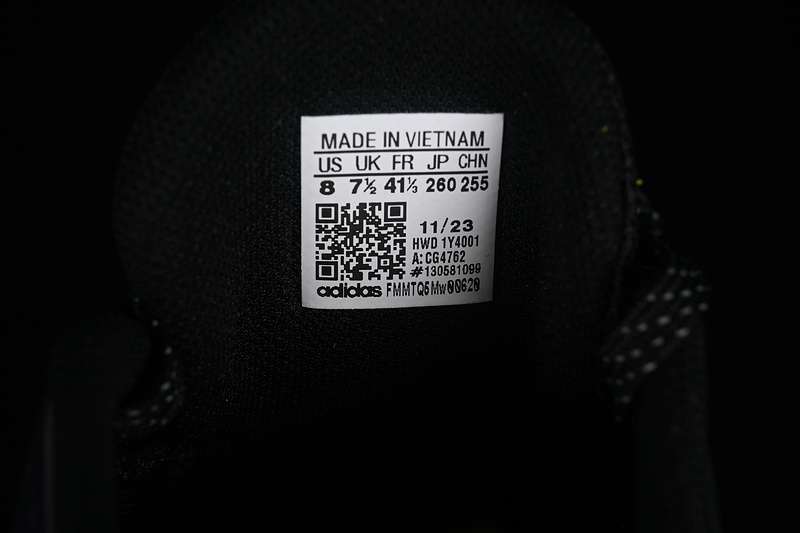 MADE IN VIETNAM
US UK FR JP CHN
8 7½ 41⅓ 260 255
11/23
HWD 1Y4001
A:CG4762
#130581099
adidas FMMTQ5Mw00620